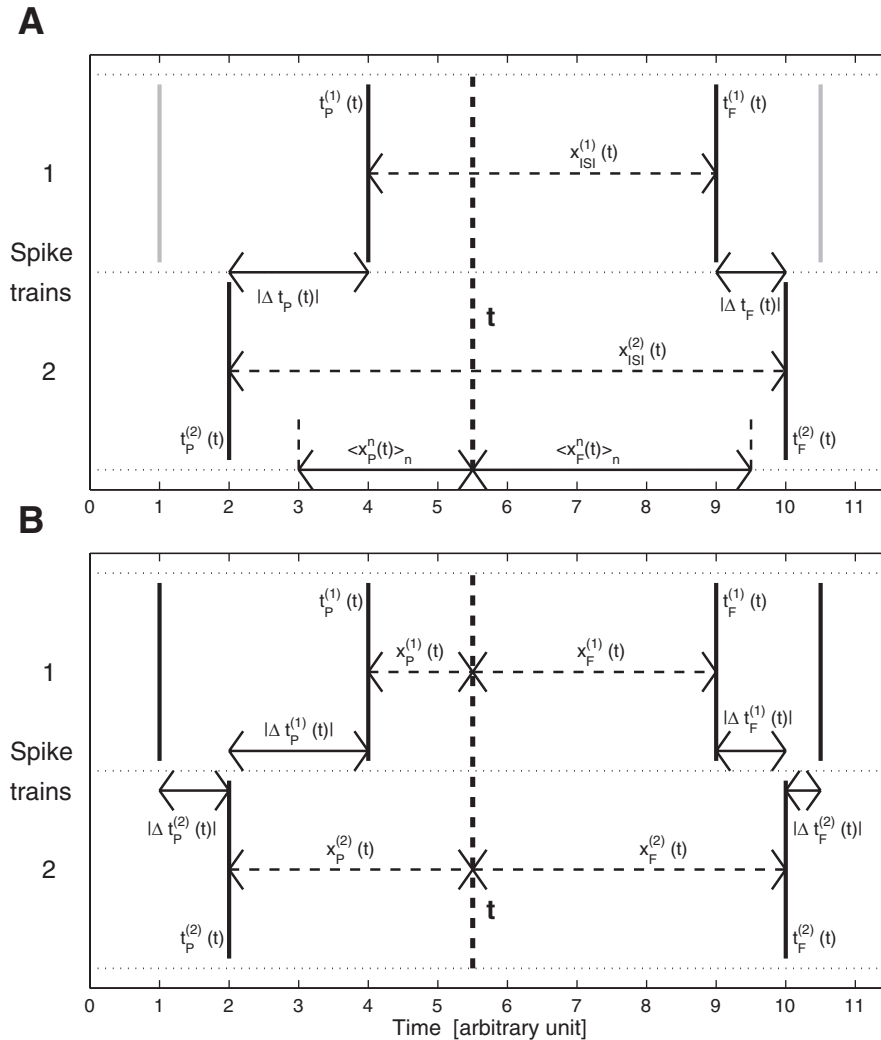 A
t_P^(1) (t)
t_F^(1) (t)
x_ISI^(1) (t)
1
Spike
trains
|Δ t_P (t)|
|Δ t_F (t)|
t
x_ISI^(2) (t)
2
t_P^(2) (t)
<x_P^n(t)>_n
<x_F^n(t)>_n
t_F^(2) (t)
0 1 2 3 4 5 6 7 8 9 10 11
B
t_P^(1) (t)
t_F^(1) (t)
x_P^(1) (t)
x_F^(1) (t)
1
|Δ t_P^(1) (t)|
|Δ t_F^(1) (t)|
Spike
trains
|Δ t_P^(2) (t)|
|Δ t_F^(2) (t)|
x_P^(2) (t)
x_F^(2) (t)
2
t
t_P^(2) (t)
t_F^(2) (t)
0 1 2 3 4 5 6 7 8 9 10 11
Time [arbitrary unit]